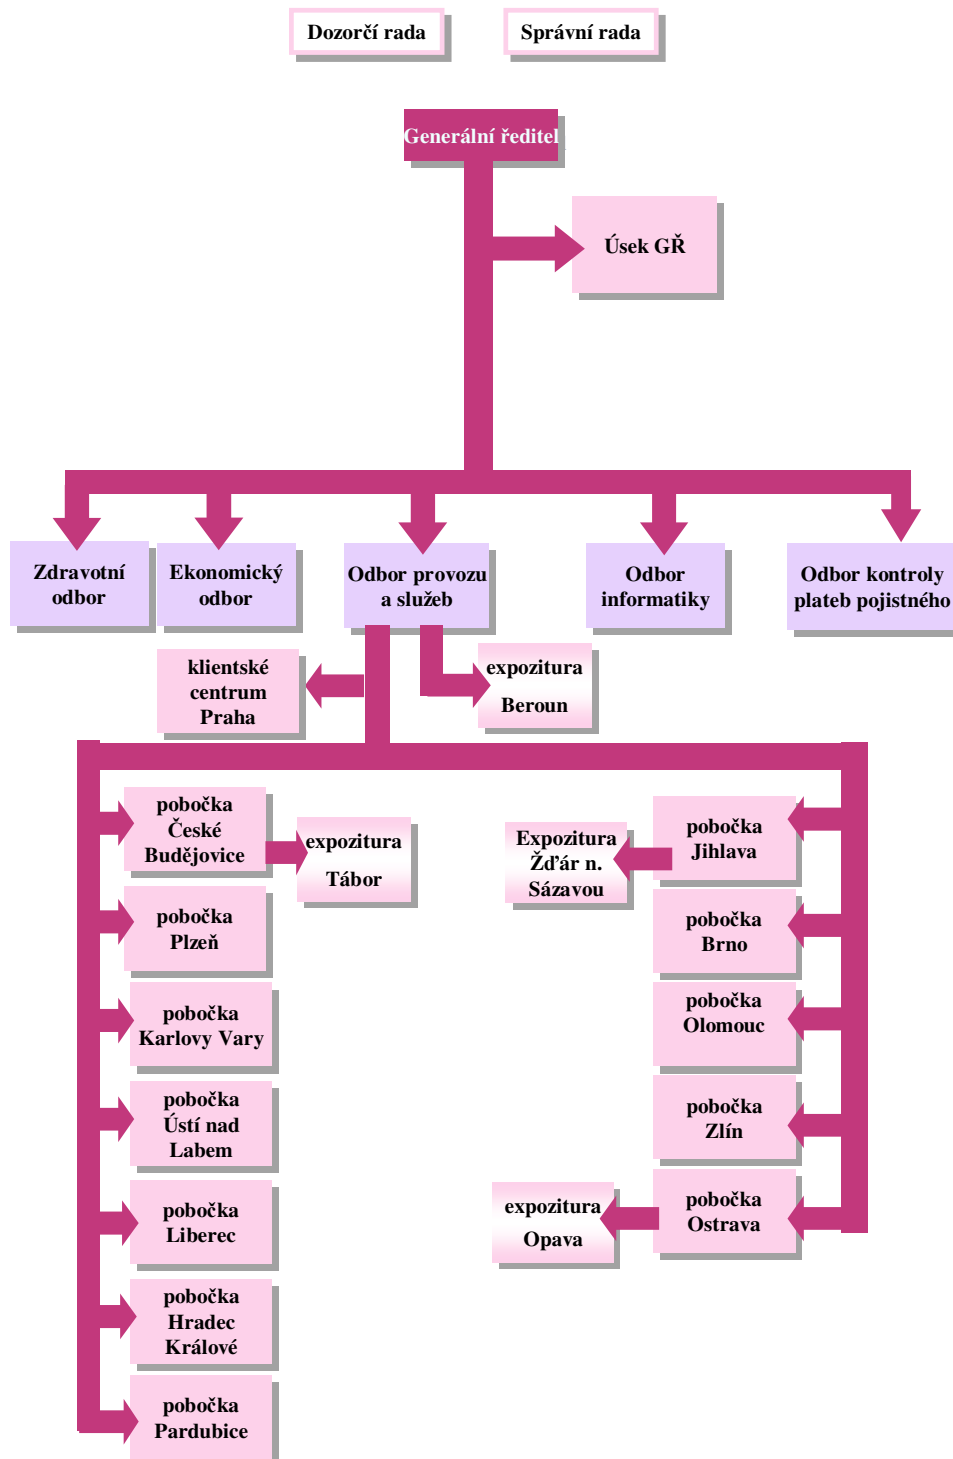 Dozorčí rada
Správní rada
Generální ředitel
Úsek GŘ
Zdravotní
odbor
Ekonomický
odbor
Odbor provozu
a služeb
Odbor
informatiky
Odbor kontroly
plateb pojistného
klientské
centrum
Praha
expozitura
Beroun
pobočka
České
Budějovice
expozitura
Tábor
Expozitura
Žďár n.
Sázavou
pobočka
Jihlava
pobočka
Plzeň
pobočka
Brno
pobočka
Karlovy Vary
pobočka
Olomouc
pobočka
Ústí nad
Labem
pobočka
Zlín
pobočka
Liberec
expozitura
Opava
pobočka
Ostrava
pobočka
Hradec
Králové
pobočka
Pardubice